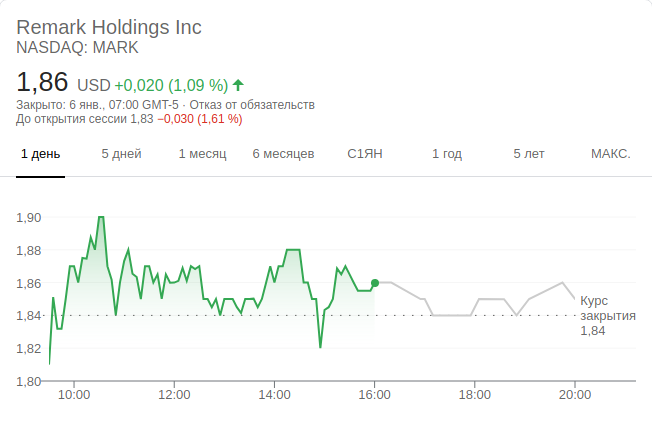 Remark Holdings Inc
NASDAQ: MARK
1,86 USD +0,020 (1,09 %)
Закрыто: 6 янв., 07:00 GMT-5 · Отказ от обязательств
До открытия сессии 1,83 −0,030 (1,61 %)
1 день 5 дней 1 месяц 6 месяцев С1ЯН 1 год 5 лет МАКС.
1,90
1,88
1,86
1,84
1,82
1,80
Курс
закрытия
1,84
10:00 12:00 14:00 16:00 18:00 20:00